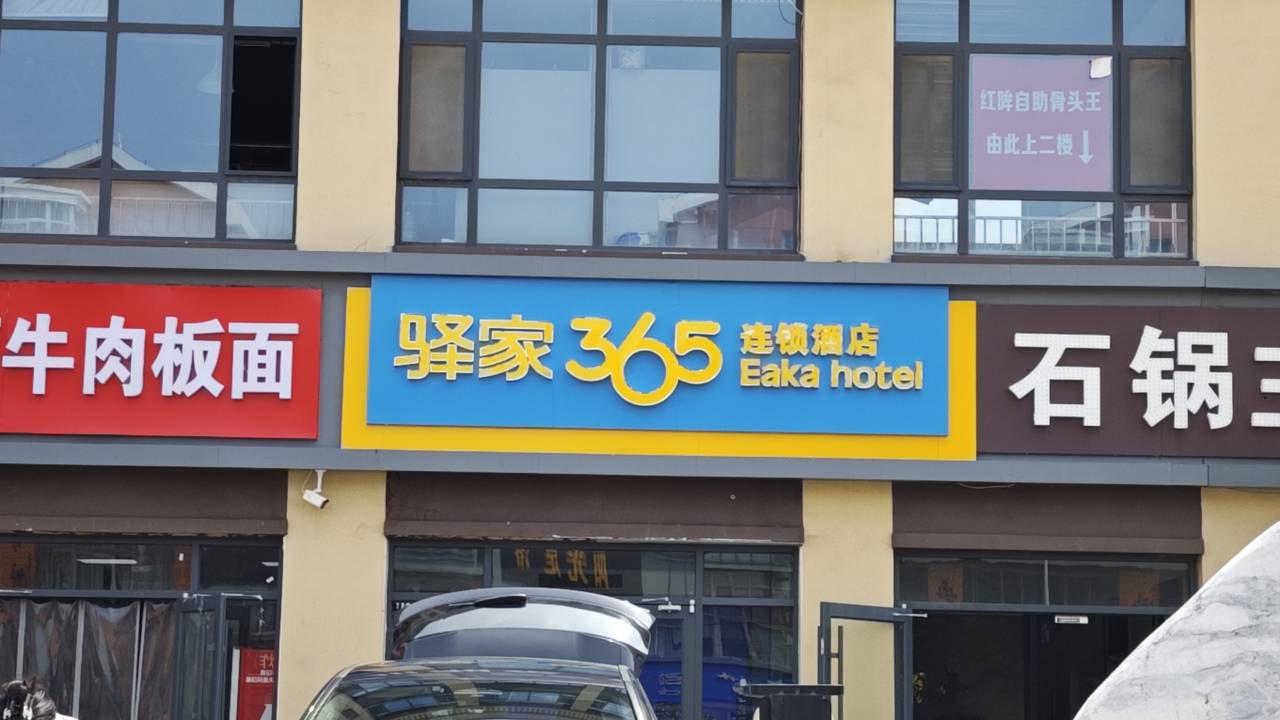 红哞自助骨头王
由此上二楼↓
牛肉板面
驿家365
连锁酒店
Eaka hotel
石锅